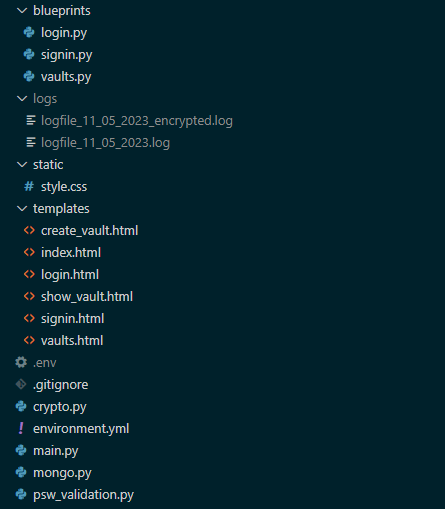 blueprints
login.py
signin.py
vaults.py
logs
logfile_11_05_2023_encrypted.log
logfile_11_05_2023.log
static
# style.css
templates
<> create_vault.html
<> index.html
<> login.html
<> show_vault.html
<> signin.html
<> vaults.html
.env
.gitignore
crypto.py
! environment.yml
main.py
mongo.py
psw_validation.py